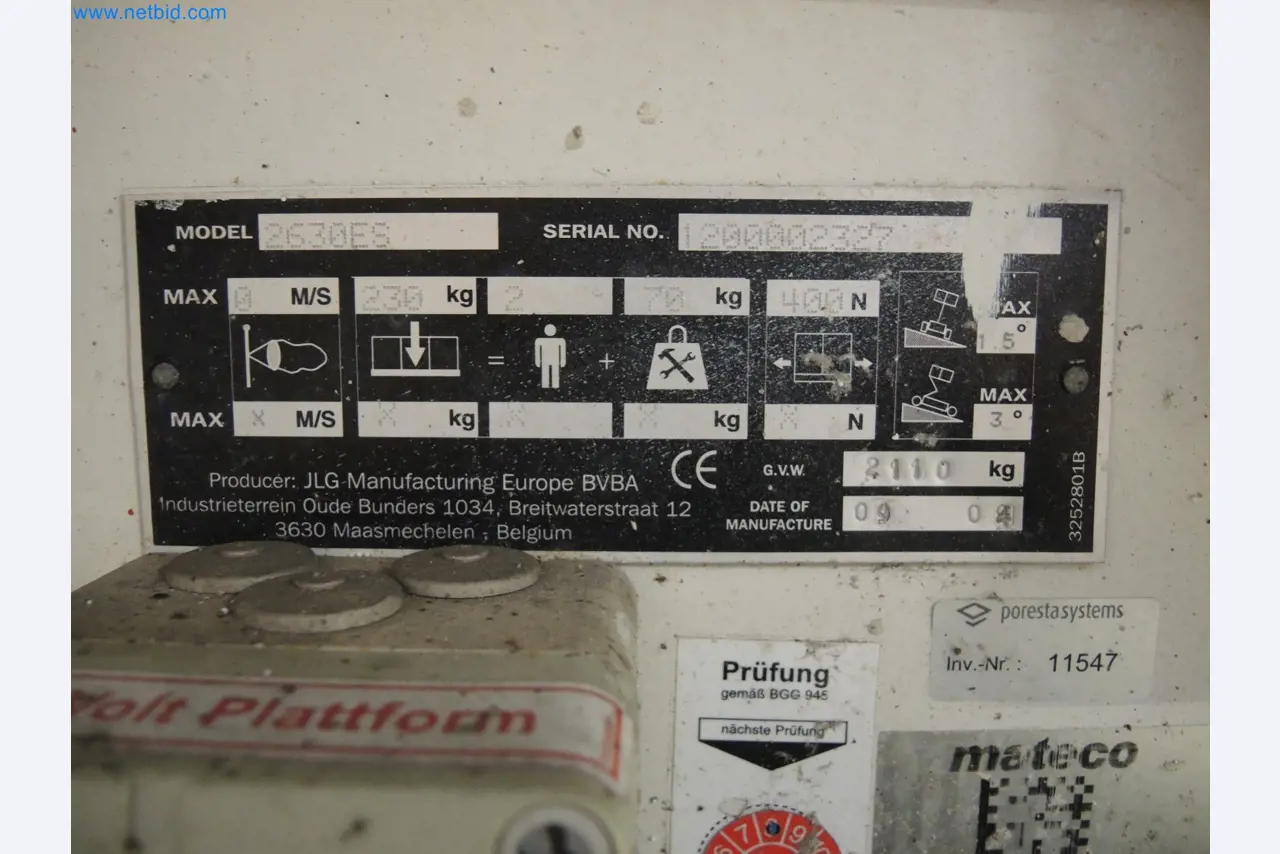 www.netbid.com
MODEL 2630ES SERIAL NO. 1200002327
MAX 0 M/S 230 kg 2 70 kg 400 N
MAX
1.5°
= +
MAX
3°
MAX X M/S X kg X X kg X N
CE G.V.W. 2110 kg
Producer: JLG Manufacturing Europe BVBA
Industrieterrein Oude Bunders 1034, Breitwaterstraat 12
3630 Maasmechelen , Belgium
DATE OF
MANUFACTURE 09
3252801B
porestasystems
Inv.-Nr. : 11547
Prüfung
gemäß BGG 945
nächste Prüfung
Volt Plattform
mateco
7 9